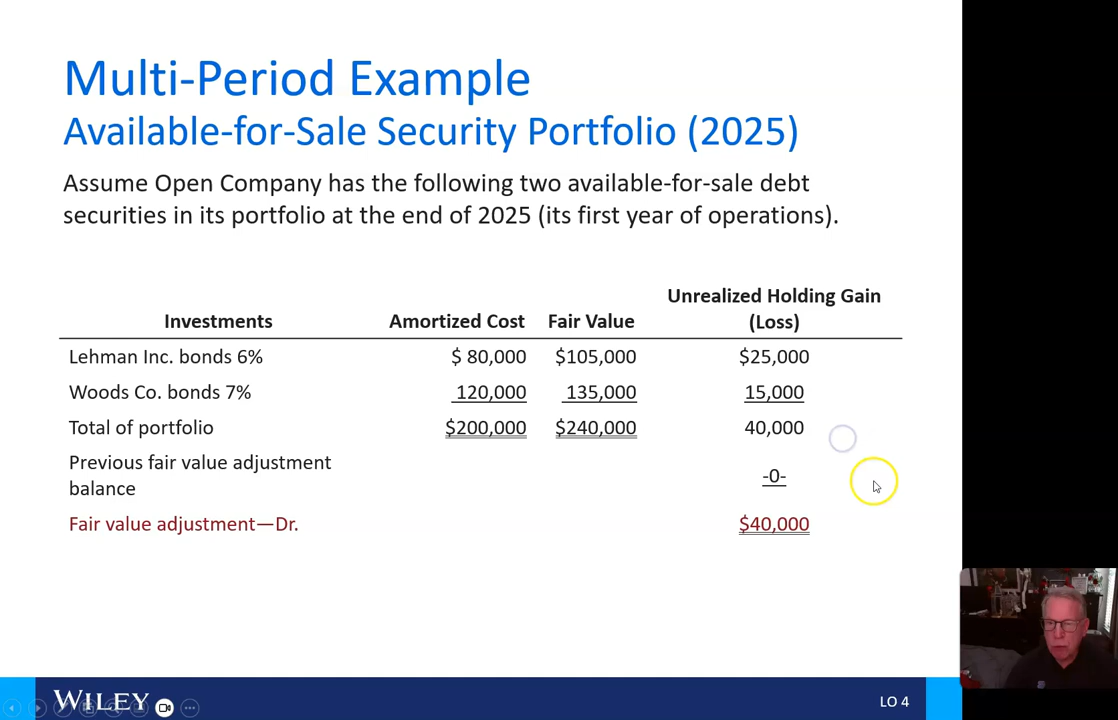 Multi-Period Example
Available-for-Sale Security Portfolio (2025)
Assume Open Company has the following two available-for-sale debt
securities in its portfolio at the end of 2025 (its first year of operations).
Unrealized Holding Gain
Investments Amortized Cost Fair Value (Loss)
Lehman Inc. bonds 6% $ 80,000 $105,000 $25,000
Woods Co. bonds 7% 120,000 135,000 15,000
Total of portfolio $200,000 $240,000 40,000
Previous fair value adjustment
balance -0-
Fair value adjustment—Dr. $40,000
WILEY LO 4